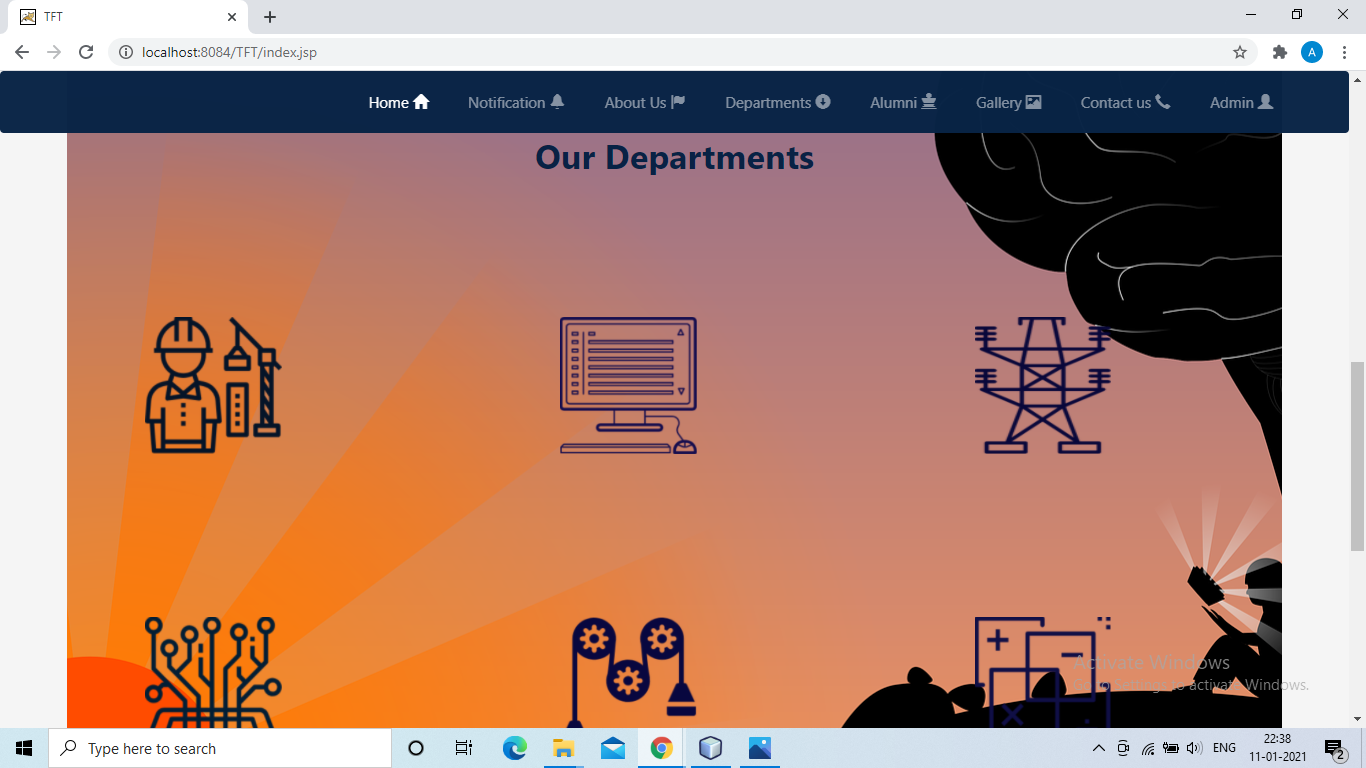 TFT
localhost:8084/TFT/index.jsp
A
Home
Notification
About Us
Departments
Alumni
Gallery
Contact us
Admin
Our Departments
Activate Windows
Go to Settings to activate Windows.
Type here to search
ENG
22:38
11-01-2021
2